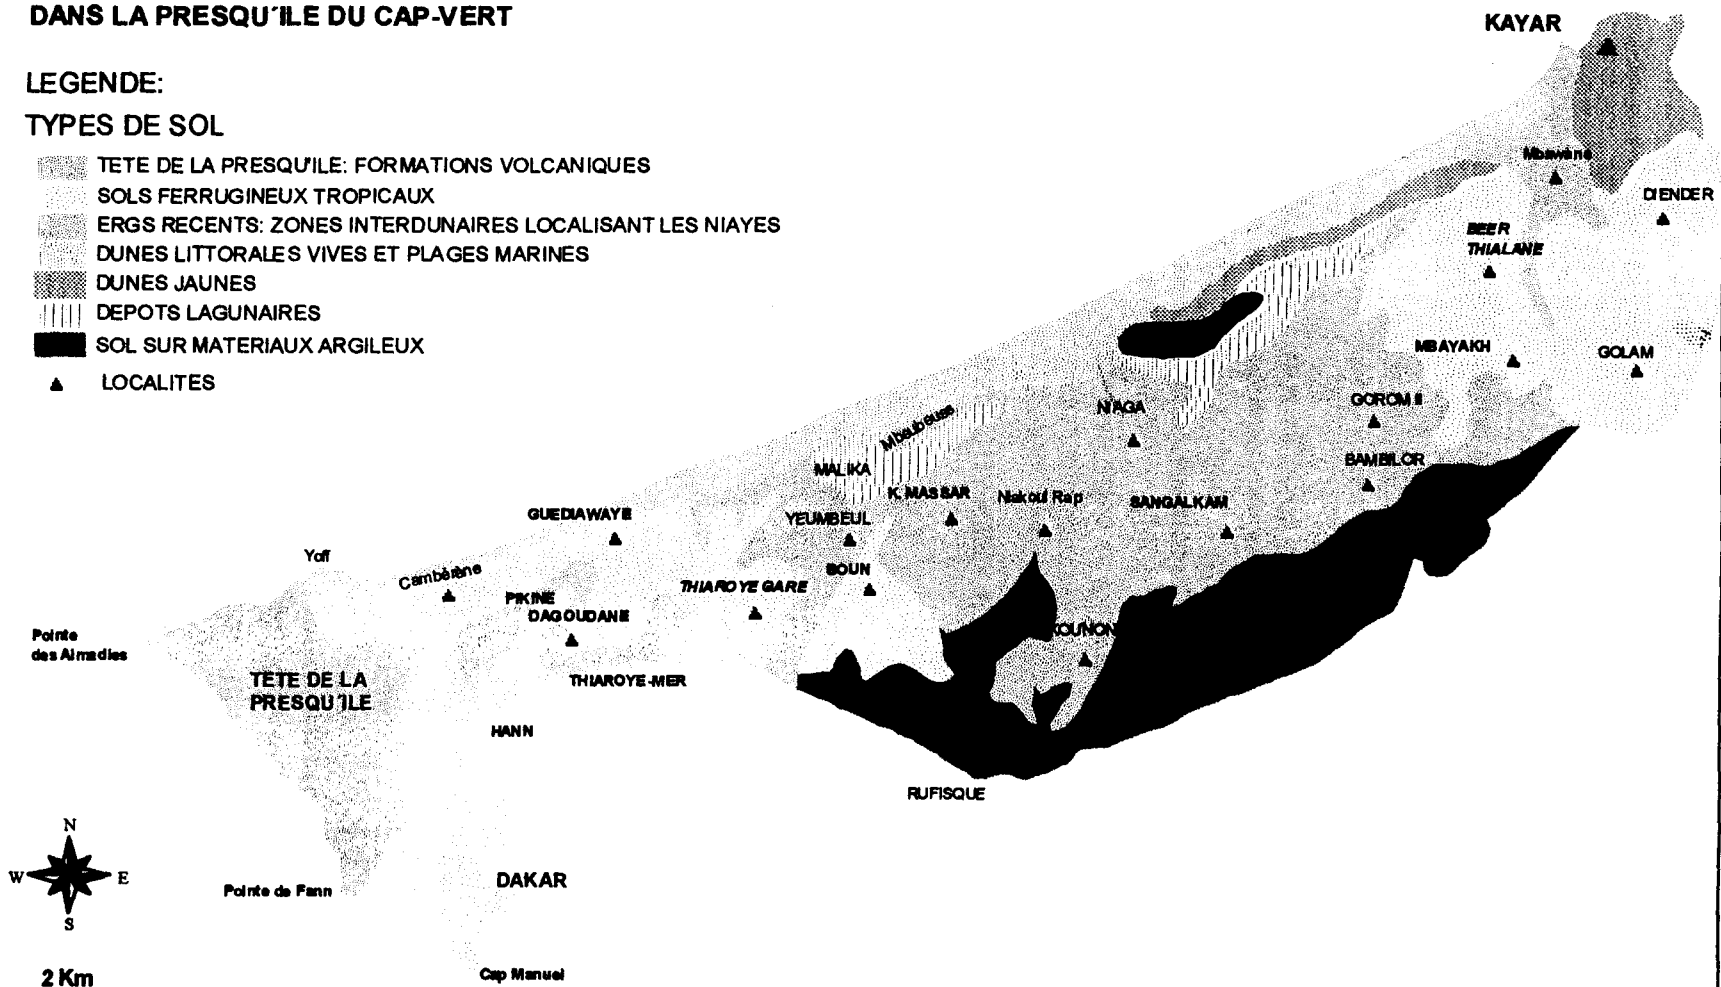 DANS LA PRESQU'ILE DU CAP-VERT
LEGENDE:
TYPES DE SOL
TETE DE LA PRESQU'ILE: FORMATIONS VOLCANIQUES
SOLS FERRUGINEUX TROPICAUX
ERGS RECENTS: ZONES INTERDUNAIRES LOCALISANT LES NIAYES
DUNES LITTORALES VIVES ET PLAGES MARINES
DUNES JAUNES
DEPOTS LAGUNAIRES
SOL SUR MATERIAUX ARGILEUX
LOCALITES
KAYAR
Mbawane
DIENDER
BEER
THIALANE
MBAYAKH
GOLAM
NIAGA
GOROM II
BAMBILOR
Mbeubeuss
MALIKA
K. MASSAR
Niakoul Rap
SANGALKAM
GUEDIAWAYE
YEUMBEUL
Yoff
Cambérène
BOUN
THIAROYE GARE
PIKINE
DAGOUDANE
KOUNOUN
Pointe
des Almadies
TETE DE LA
PRESQU'ILE
THIAROYE-MER
HANN
RUFISQUE
N
W
E
S
Pointe de Fann
DAKAR
Cap Manuel
2 Km